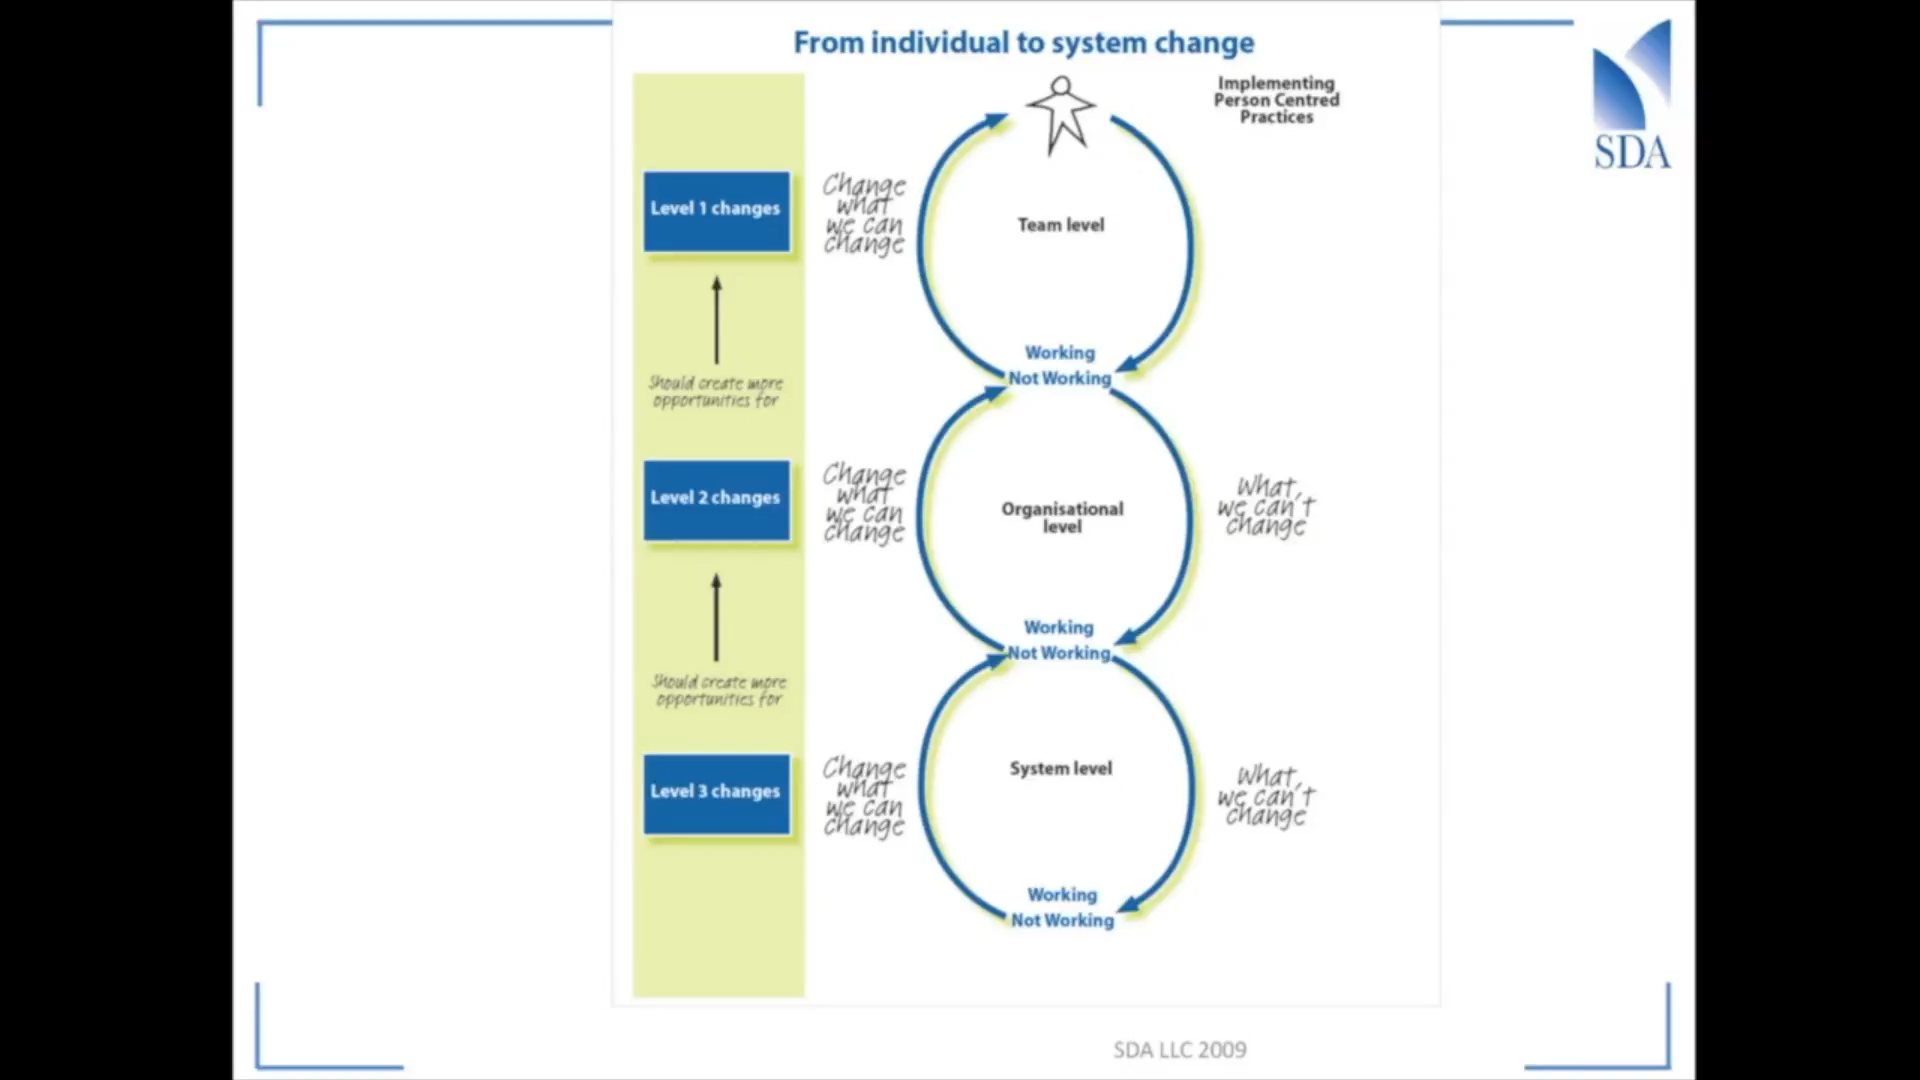 From individual to system change
Implementing
Person Centred
Practices
SDA
Level 1 changes
Change
what
we can
change
Team level
Should create more
opportunities for
Working
Not Working
Level 2 changes
Change
what
we can
change
Organisational
level
What
we can't
change
Should create more
opportunities for
Working
Not Working
Level 3 changes
Change
what
we can
change
System level
What
we can't
change
Working
Not Working
SDA LLC 2009